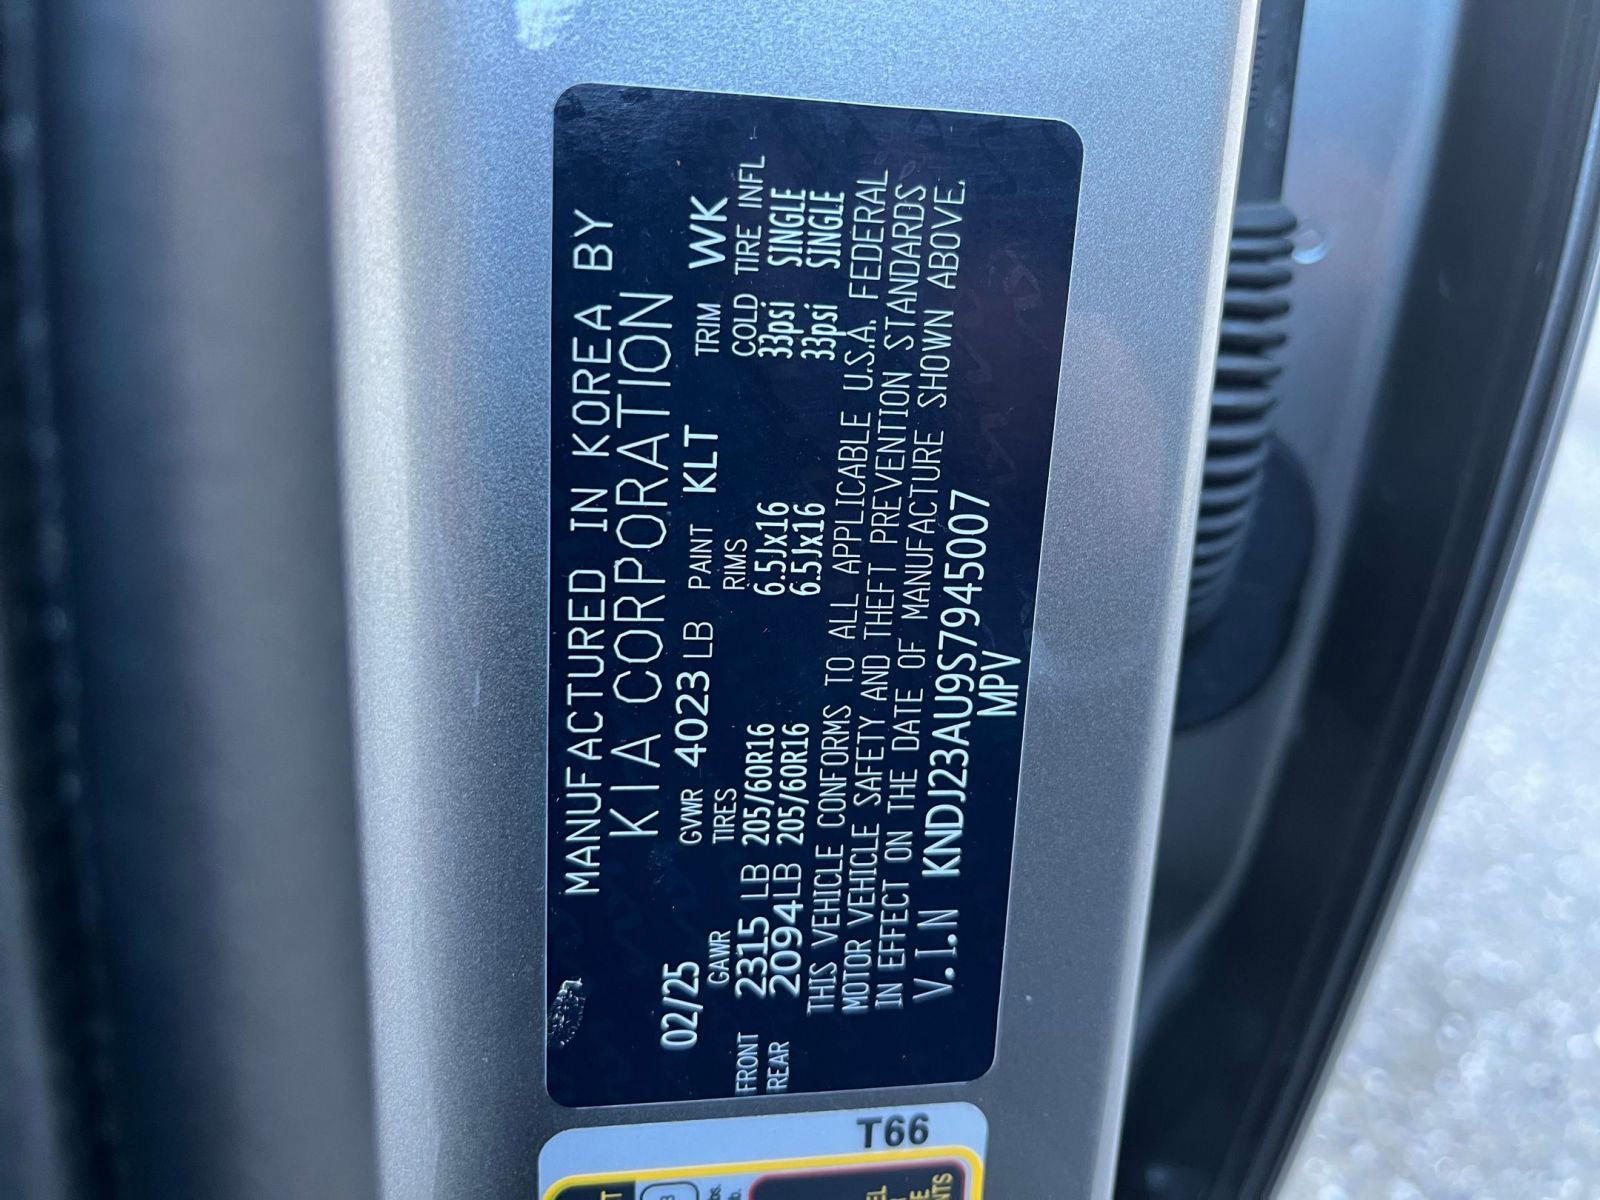 MANUFACTURED IN KOREA BY
KIA CORPORATION
02/25 GVWR 4023 LB PAINT KLT TRIM WK
GAWR TIRES RIMS COLD TIRE INFL
FRONT 2315 LB 205/60R16 6.5Jx16 33psi SINGLE
REAR 2094LB 205/60R16 6.5Jx16 33psi SINGLE
THIS VEHICLE CONFORMS TO ALL APPLICABLE U.S.A. FEDERAL
MOTOR VEHICLE SAFETY AND THEFT PREVENTION STANDARDS
IN EFFECT ON THE DATE OF MANUFACTURE SHOWN ABOVE.
V.I.N KNDJ23AU9S7945007
MPV
T66